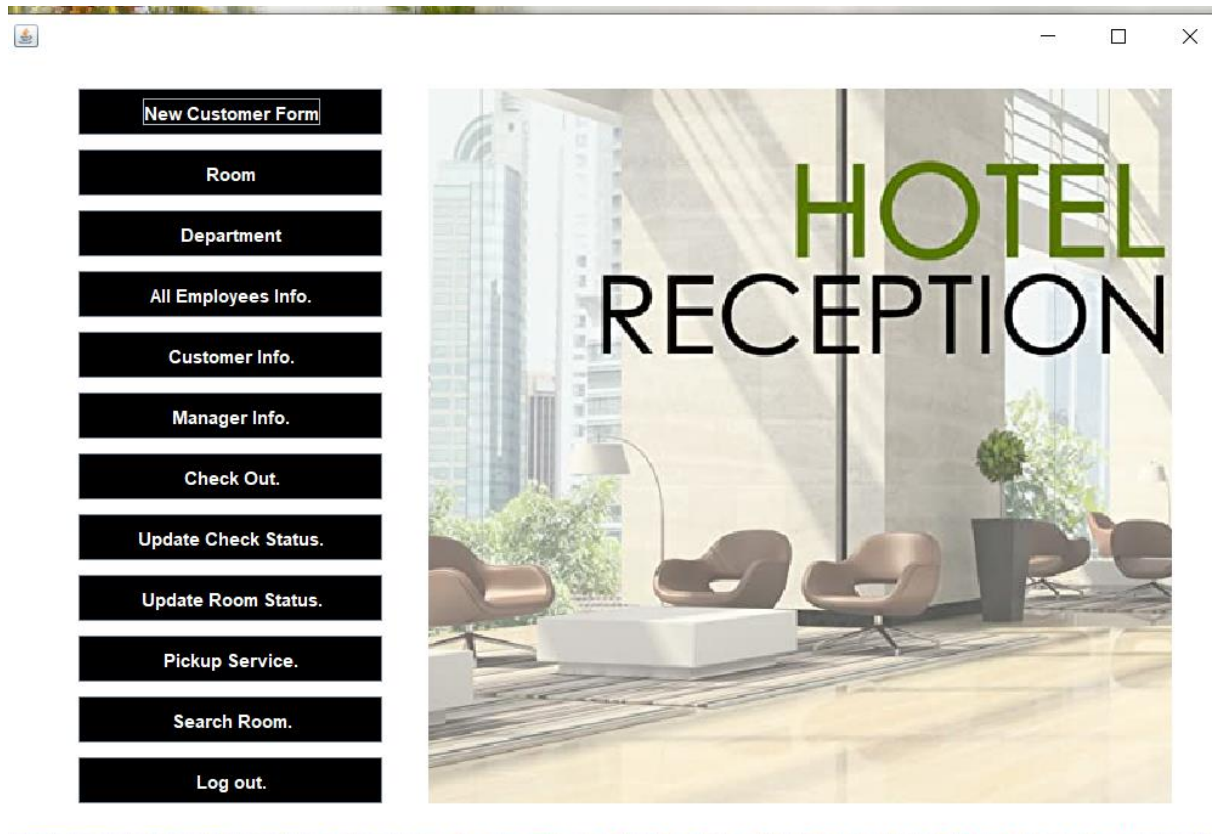 New Customer Form
Room
Department
All Employees Info.
Customer Info.
Manager Info.
Check Out.
Update Check Status.
Update Room Status.
Pickup Service.
Search Room.
Log out.
HOTEL
RECEPTION